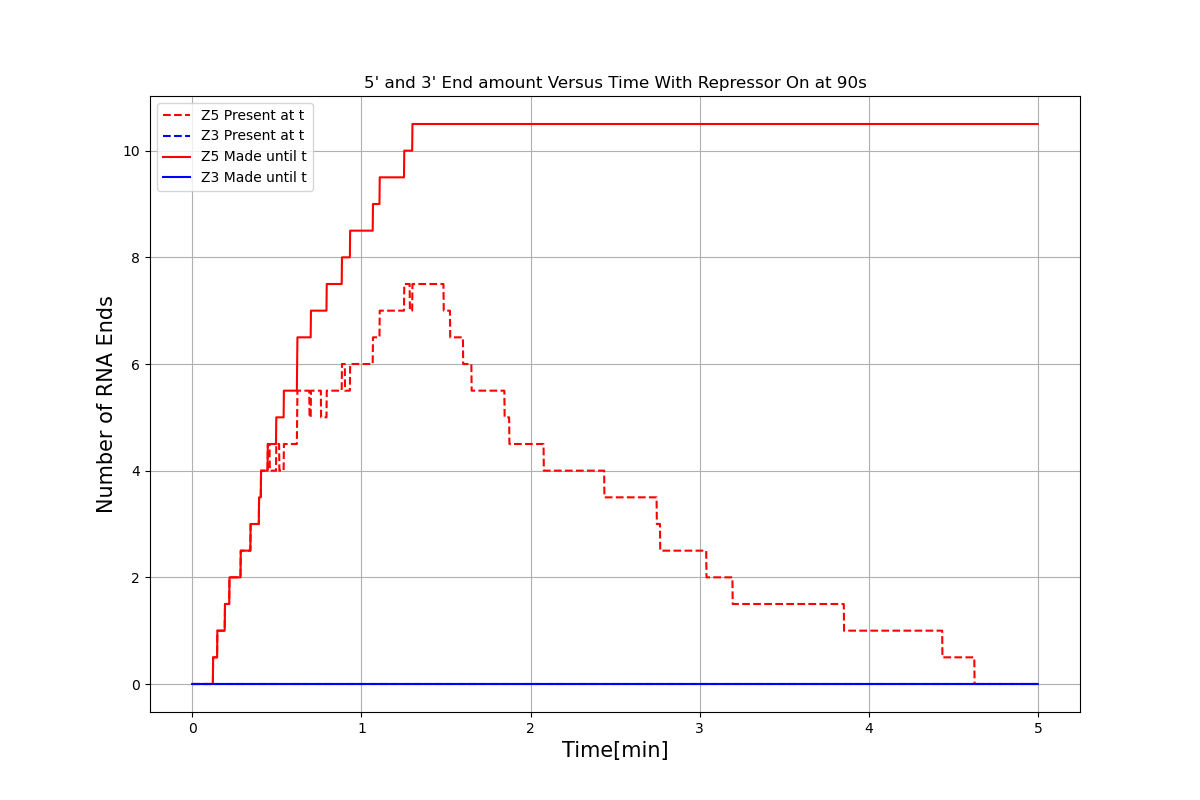 5' and 3' End amount Versus Time With Repressor On at 90s
Z5 Present at t
Z3 Present at t
Z5 Made until t
Z3 Made until t
Number of RNA Ends
10
8
6
4
2
0
0 1 2 3 4 5
Time[min]